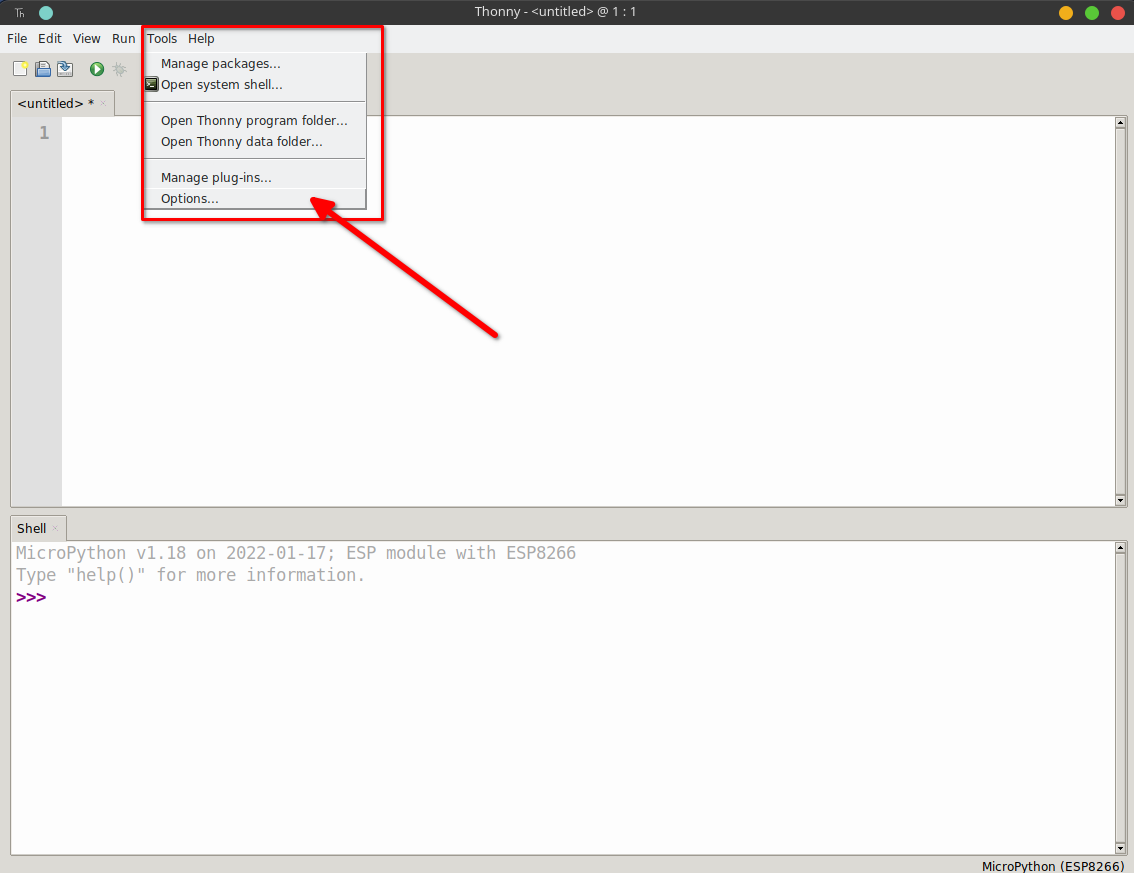 Th
Thonny - <untitled> @ 1 : 1
File Edit View Run Tools Help
Manage packages...
Open system shell...
Open Thonny program folder...
Open Thonny data folder...
Manage plug-ins...
Options...
<untitled> *
1
Shell
MicroPython v1.18 on 2022-01-17; ESP module with ESP8266
Type "help()" for more information.
>>>
MicroPython (ESP8266)